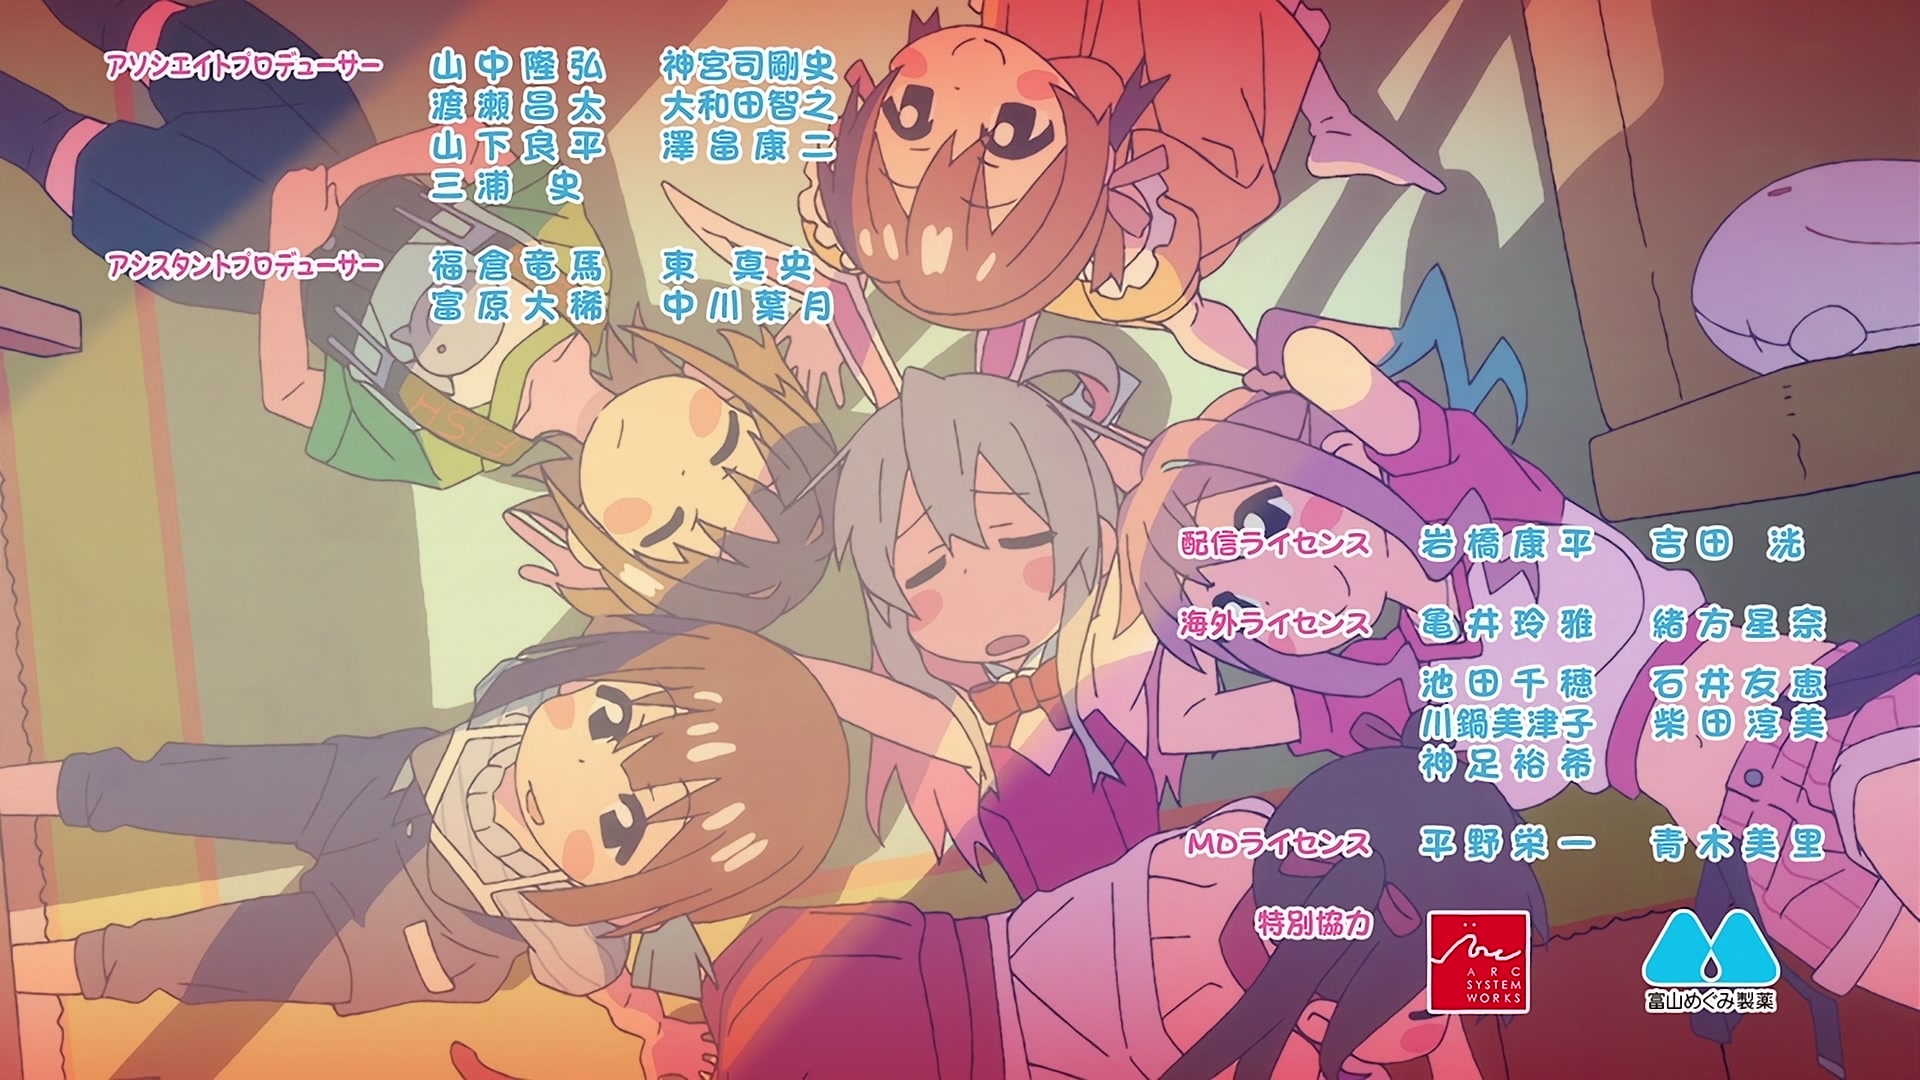 アソシエイトプロデューサー 山中隆弘 神宮司剛史
渡瀬昌太 大和田智之
山下良平 澤畠康二
三浦 史
アシスタントプロデューサー 福倉竜馬 東 真央
富原大稀 中川葉月
FISH
配信ライセンス 岩橋康平 吉田 洸
海外ライセンス 亀井玲雅 緒方星奈
池田千穂 石井友恵
川鍋美津子 柴田淳美
神足裕希
MDライセンス 平野栄一 青木美里
特別協力
ARC
SYSTEM
WORKS
富山めぐみ製薬